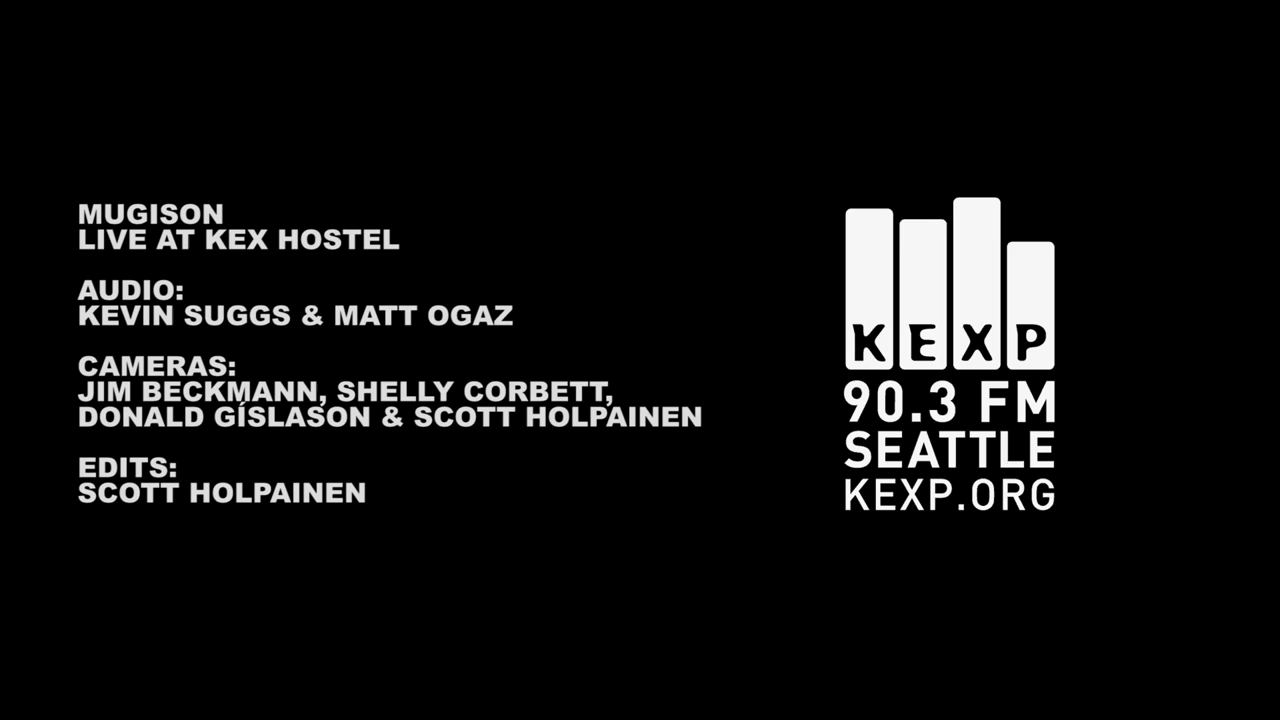 MUGISON
LIVE AT KEX HOSTEL
AUDIO:
KEVIN SUGGS & MATT OGAZ
CAMERAS:
JIM BECKMANN, SHELLY CORBETT,
DONALD GÍSLASON & SCOTT HOLPAINEN
EDITS:
SCOTT HOLPAINEN
KEXP
90.3 FM
SEATTLE
KEXP.ORG